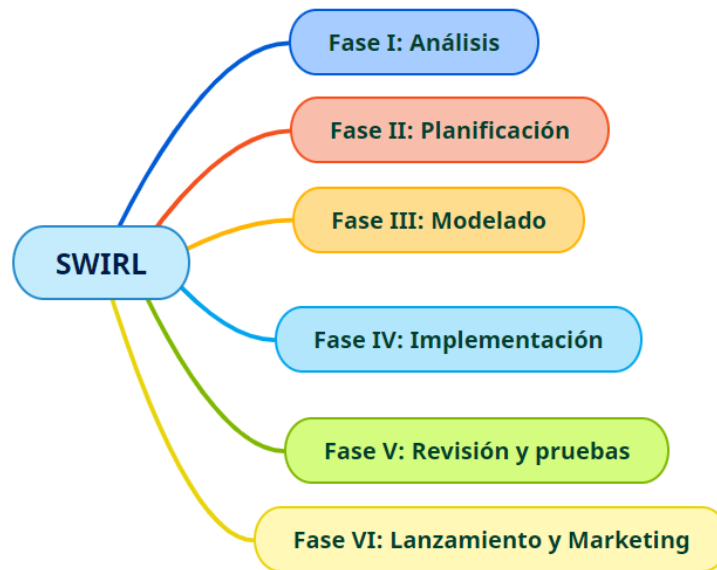 SWIRL
Fase I: Análisis
Fase II: Planificación
Fase III: Modelado
Fase IV: Implementación
Fase V: Revisión y pruebas
Fase VI: Lanzamiento y Marketing